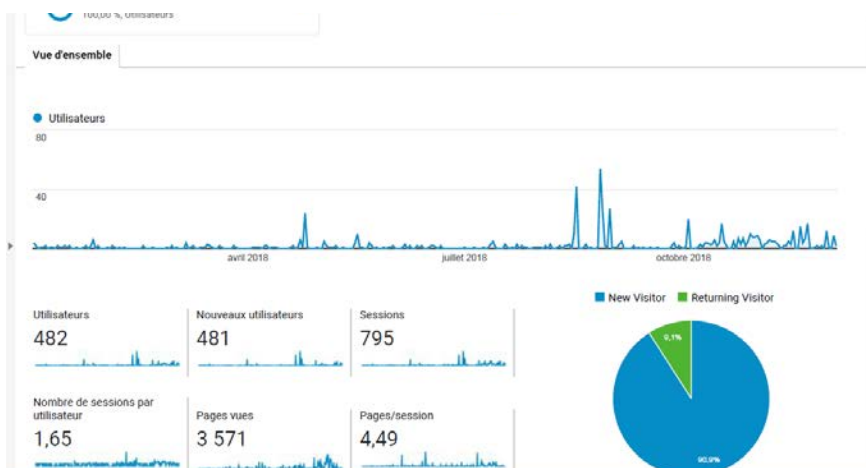 100,00 %, Utilisateurs
Vue d'ensemble
Utilisateurs
80
40
avril 2018
juillet 2018
octobre 2018
New Visitor
Returning Visitor
Utilisateurs
Nouveaux utilisateurs
Sessions
482
481
795
9,1%
Nombre de sessions par
utilisateur
Pages vues
Pages/session
1,65
3 571
4,49
90,9%